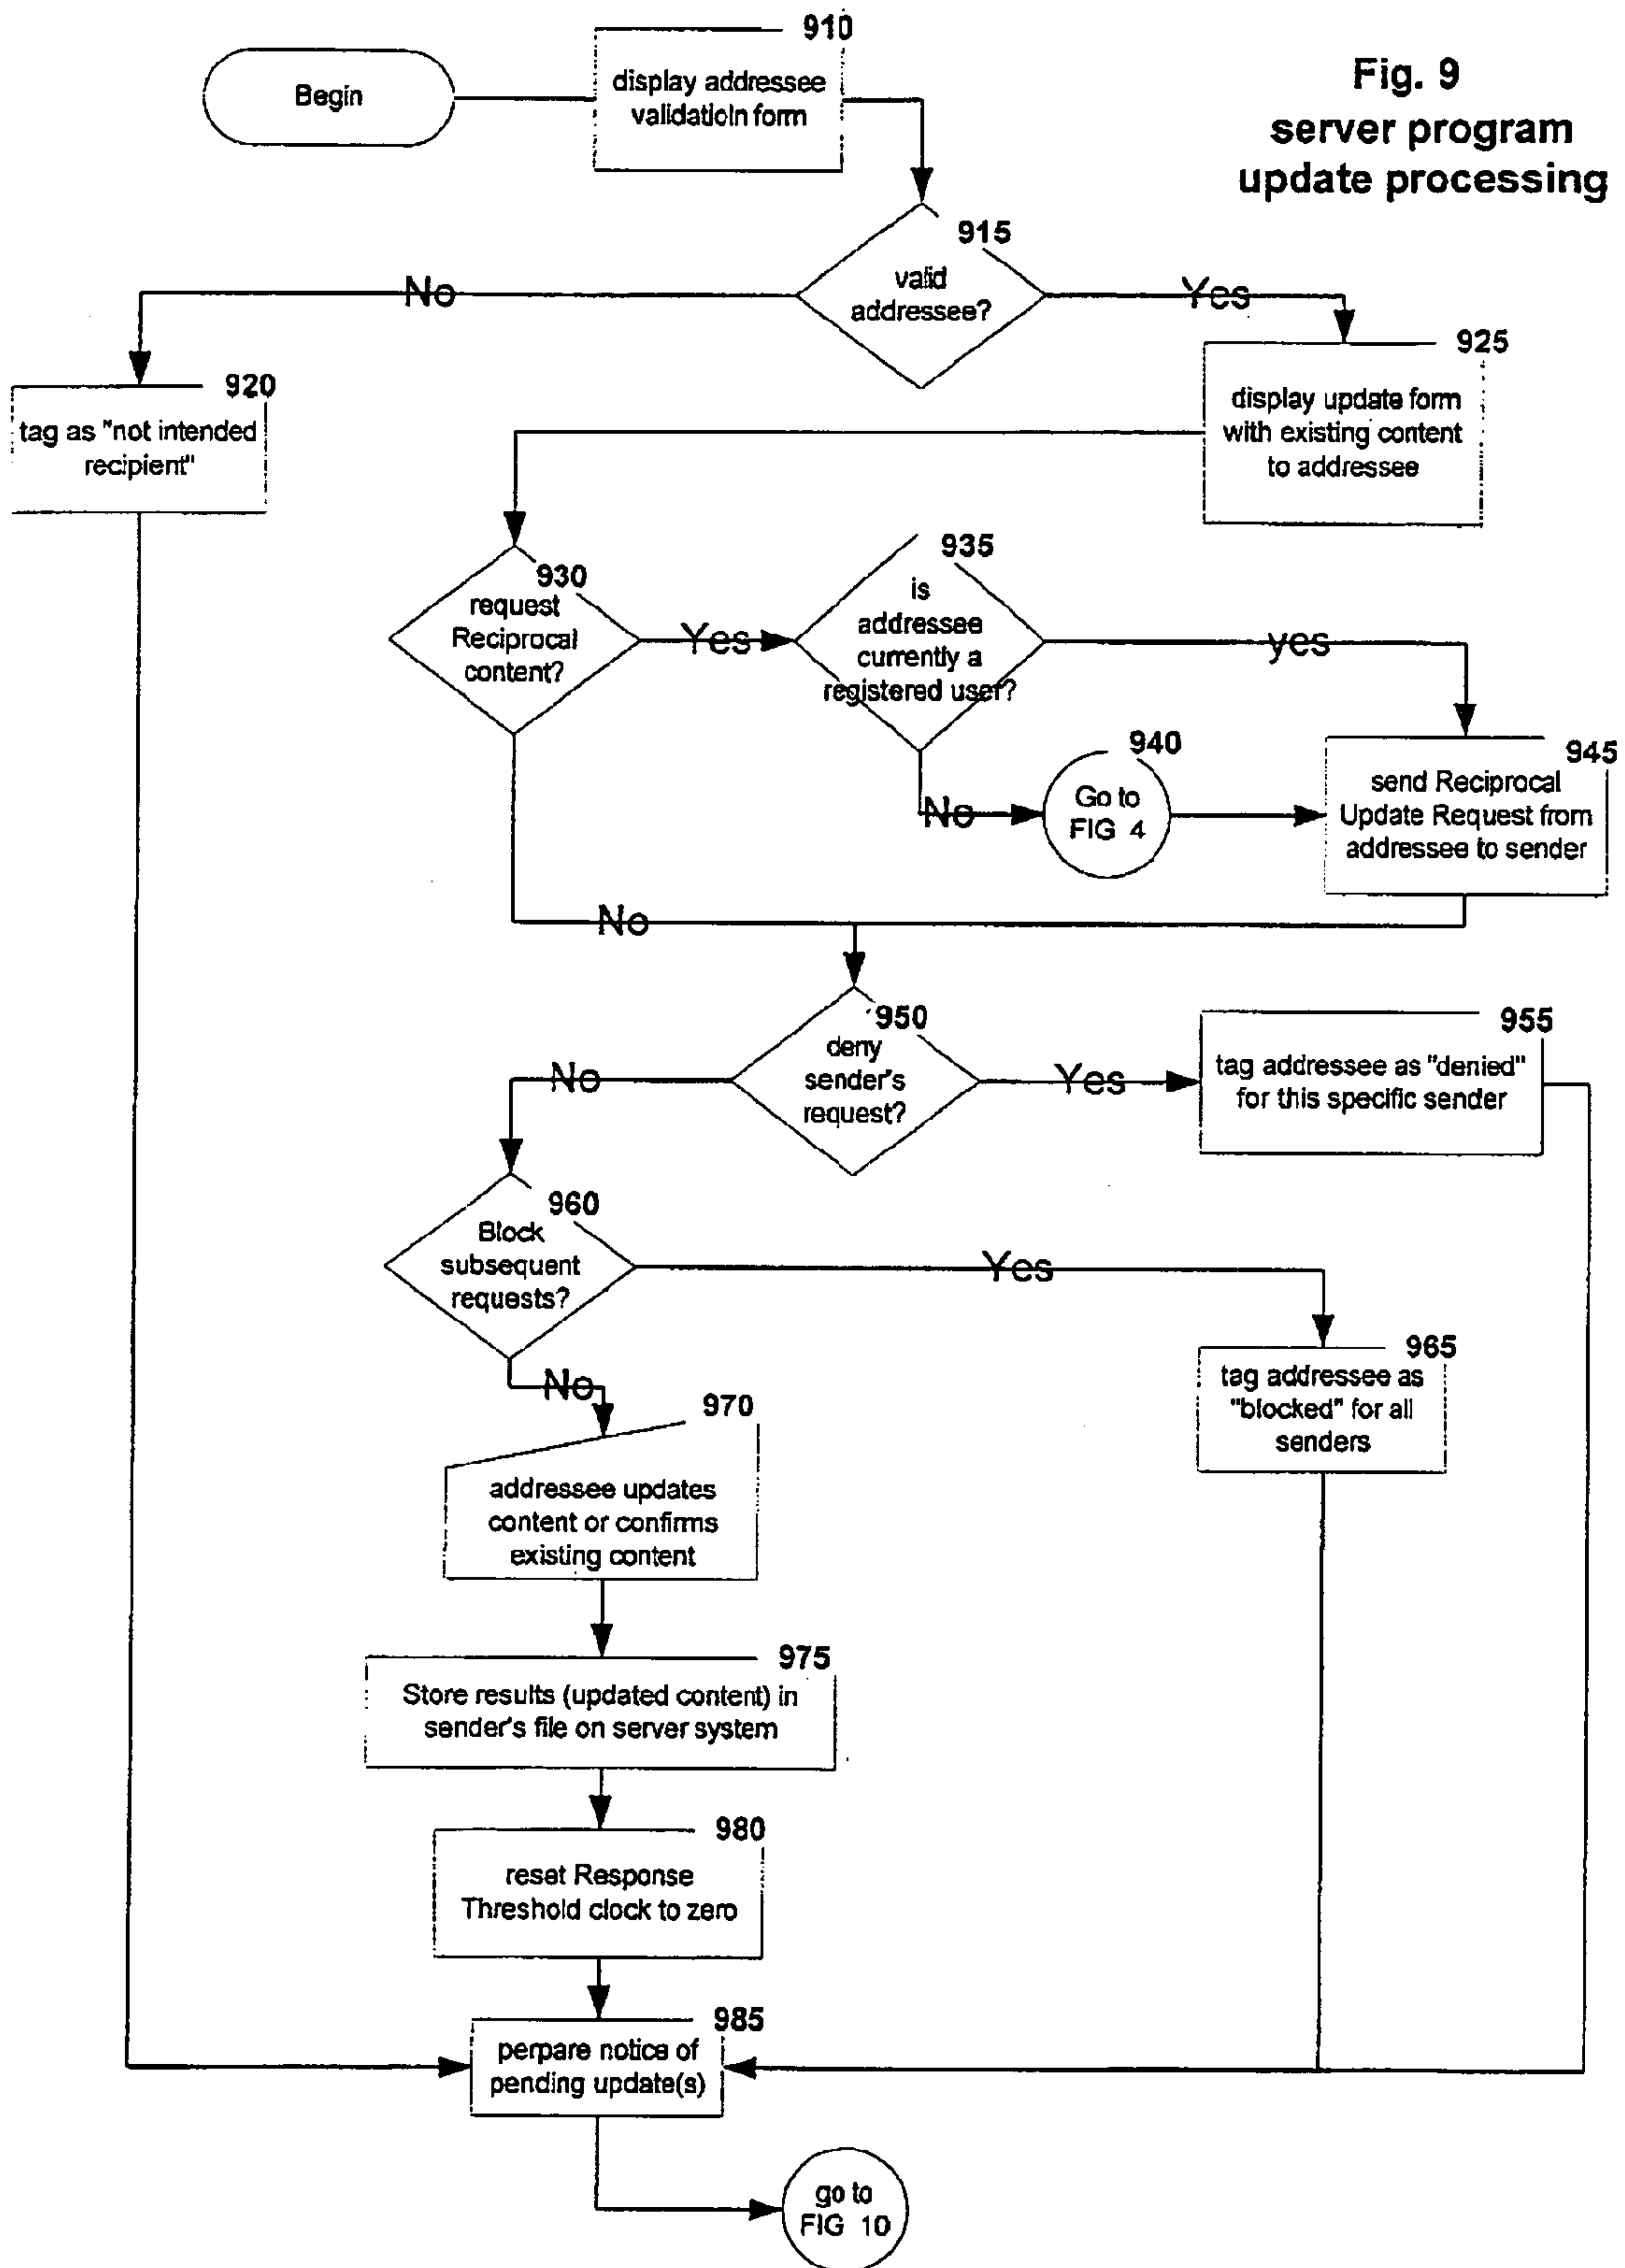 910
Begin
display addressee
validatioln form
Fig. 9
server program
update processing
915
valid
addressee?
No
Yes
920
tag as "not intended
recipient"
925
display update form
with existing content
to addressee
930
request
Reciprocal
content?
Yes
935
is
addressee
currently a
registered user?
yes
No
940
Go to
FIG 4
945
send Reciprocal
Update Request from
addressee to sender
No
950
deny
sender's
request?
No
Yes
955
tag addressee as "denied"
for this specific sender
960
Block
subsequent
requests?
Yes
No
965
tag addressee as
"blocked" for all
senders
970
addressee updates
content or confirms
existing content
975
Store results (updated content) in
sender's file on server system
980
reset Response
Threshold clock to zero
985
perpare notice of
pending update(s)
go to
FIG 10